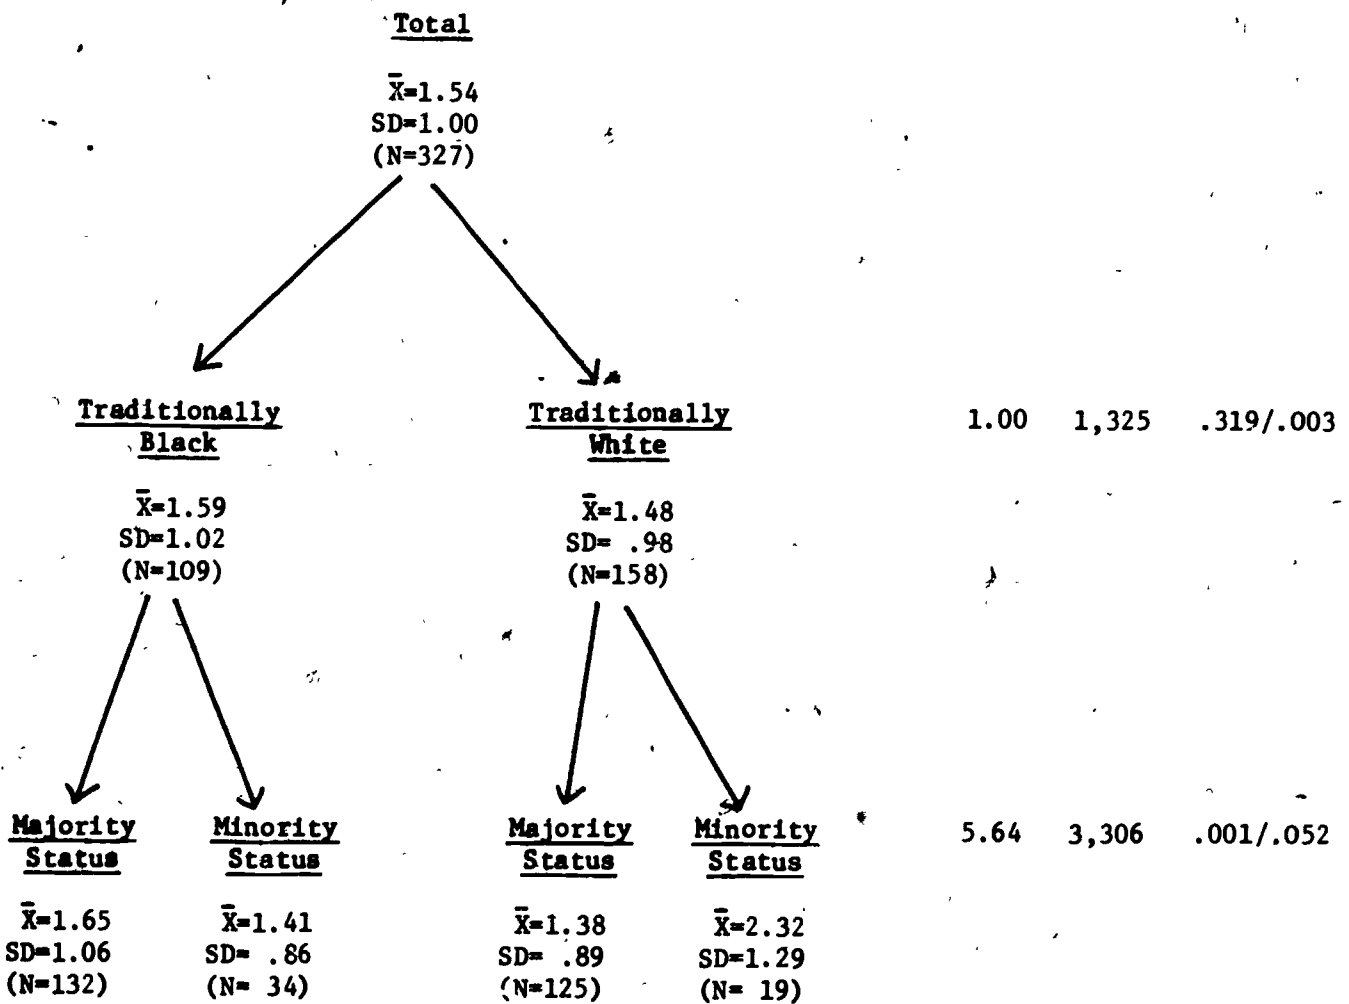 Total
X̄=1.54
SD=1.00
(N=327)
Traditionally Traditionally 1.00 1,325 .319/.003
Black White
X̄=1.59 X̄=1.48
SD=1.02 SD= .98
(N=109) (N=158)
Majority Minority Majority Minority 5.64 3,306 .001/.052
Status Status Status Status
X̄=1.65 X̄=1.41 X̄=1.38 X̄=2.32
SD=1.06 SD= .86 SD= .89 SD=1.29
(N=132) (N= 34) (N=125) (N= 19)